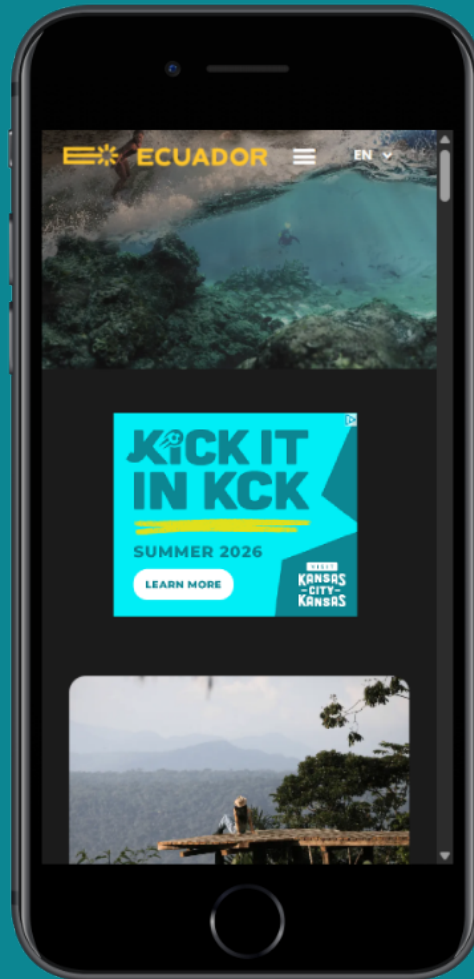 ECUADOR
EN
KICK IT
IN KCK
SUMMER 2026
LEARN MORE
VISIT
KANSAS
-CITY-
KANSAS